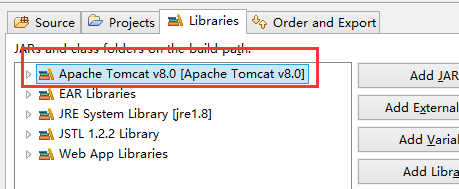 Source Projects Libraries Order and Export
JARs and class folders on the build path:
Apache Tomcat v8.0 [Apache Tomcat v8.0]
EAR Libraries
JRE System Library [jre1.8]
JSTL 1.2.2 Library
Web App Libraries
Add JAR
Add External
Add Varia
Add Libra